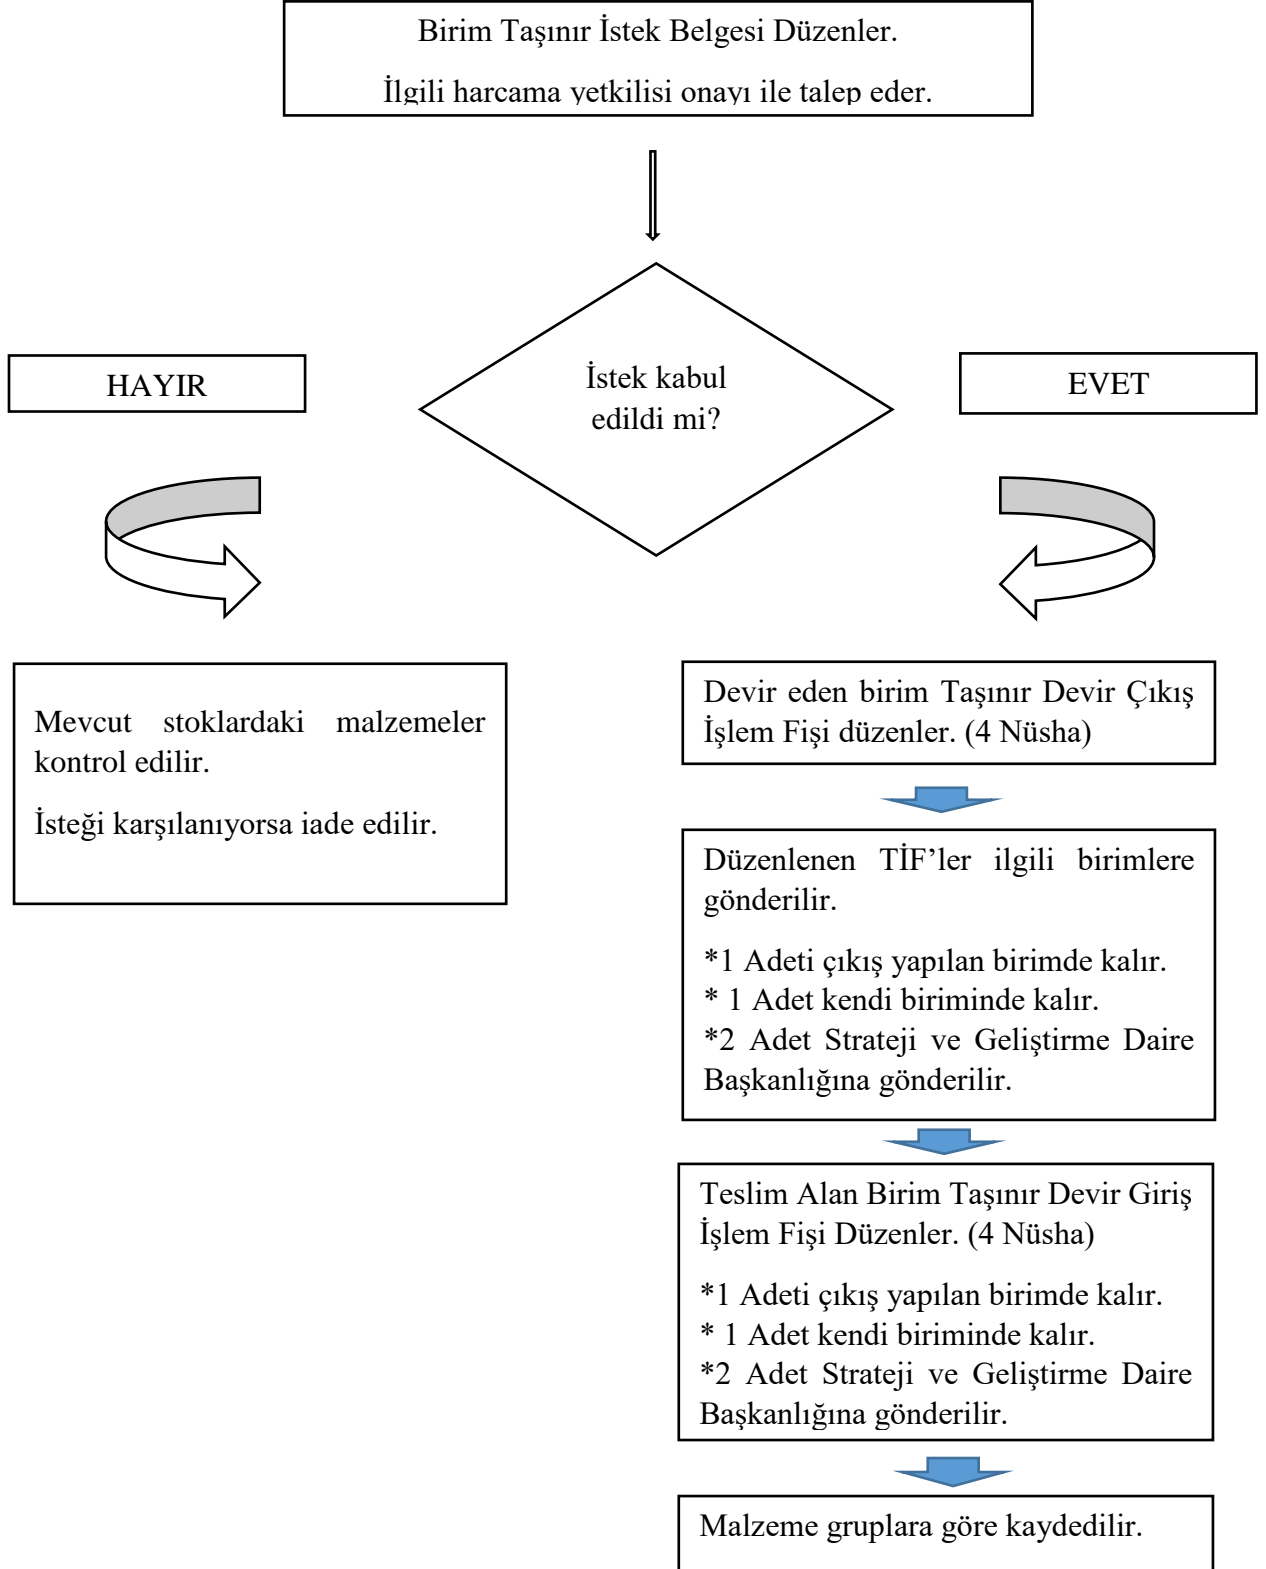 Birim Taşınır İstek Belgesi Düzenler.
İlgili harcama yetkilisi onayı ile talep eder.
HAYIR
İstek kabul
edildi mi?
EVET
Mevcut stoklardaki malzemeler
kontrol edilir.
İsteği karşılanıyorsa iade edilir.
Devir eden birim Taşınır Devir Çıkış
İşlem Fişi düzenler. (4 Nüsha)
Düzenlenen TİF’ler ilgili birimlere
gönderilir.
*1 Adeti çıkış yapılan birimde kalır.
* 1 Adet kendi biriminde kalır.
*2 Adet Strateji ve Geliştirme Daire
Başkanlığına gönderilir.
Teslim Alan Birim Taşınır Devir Giriş
İşlem Fişi Düzenler. (4 Nüsha)
*1 Adeti çıkış yapılan birimde kalır.
* 1 Adet kendi biriminde kalır.
*2 Adet Strateji ve Geliştirme Daire
Başkanlığına gönderilir.
Malzeme gruplara göre kaydedilir.